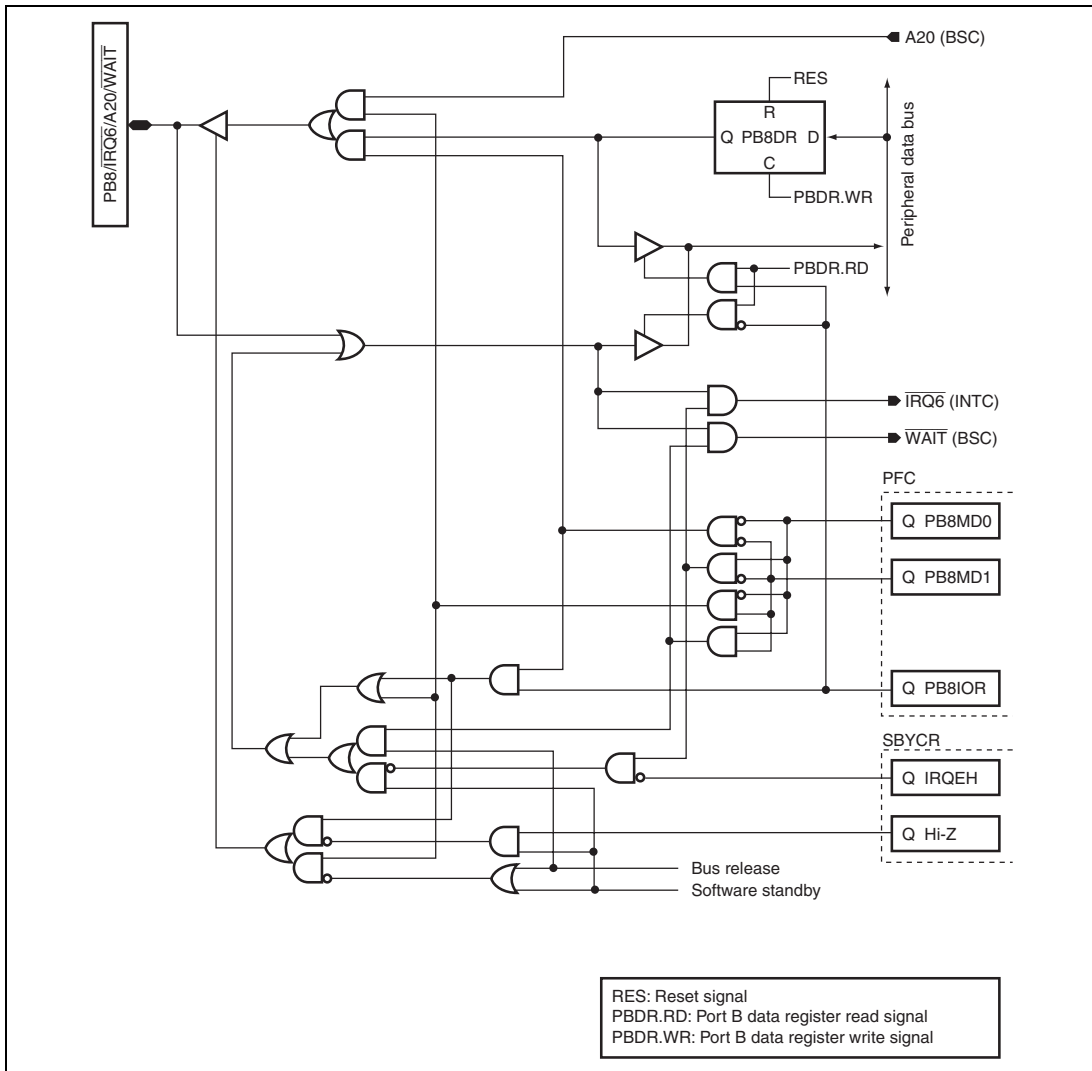 PB8/IRQ6/A20/WAIT
A20 (BSC)
RES
R
Q PB8DR D
C
PBDR.WR
Peripheral data bus
PBDR.RD
IRQ6 (INTC)
WAIT (BSC)
PFC
Q PB8MD0
Q PB8MD1
Q PB8IOR
SBYCR
Q IRQEH
Q Hi-Z
Bus release
Software standby
RES: Reset signal
PBDR.RD: Port B data register read signal
PBDR.WR: Port B data register write signal